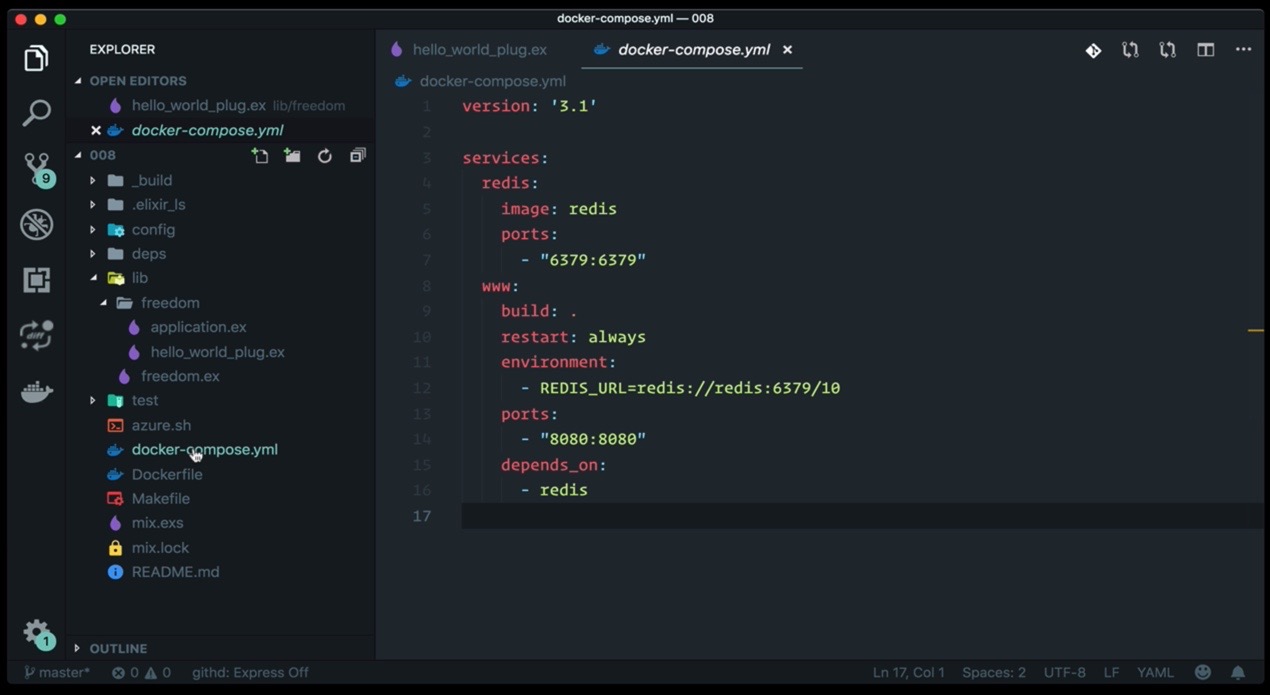 docker-compose.yml — 008
EXPLORER
OPEN EDITORS
hello_world_plug.ex lib/freedom
docker-compose.yml
008
_build
.elixir_ls
config
deps
lib
freedom
application.ex
hello_world_plug.ex
freedom.ex
test
azure.sh
docker-compose.yml
Dockerfile
Makefile
mix.exs
mix.lock
README.md
OUTLINE
9
diff
1
hello_world_plug.ex
docker-compose.yml
docker-compose.yml
1 version: '3.1'
2
3 services:
4   redis:
5     image: redis
6     ports:
7       - "6379:6379"
8   www:
9     build: .
10     restart: always
11     environment:
12       - REDIS_URL=redis://redis:6379/10
13     ports:
14       - "8080:8080"
15     depends_on:
16       - redis
17
master* 0 0 githd: Express Off Ln 17, Col 1 Spaces: 2 UTF-8 LF YAML